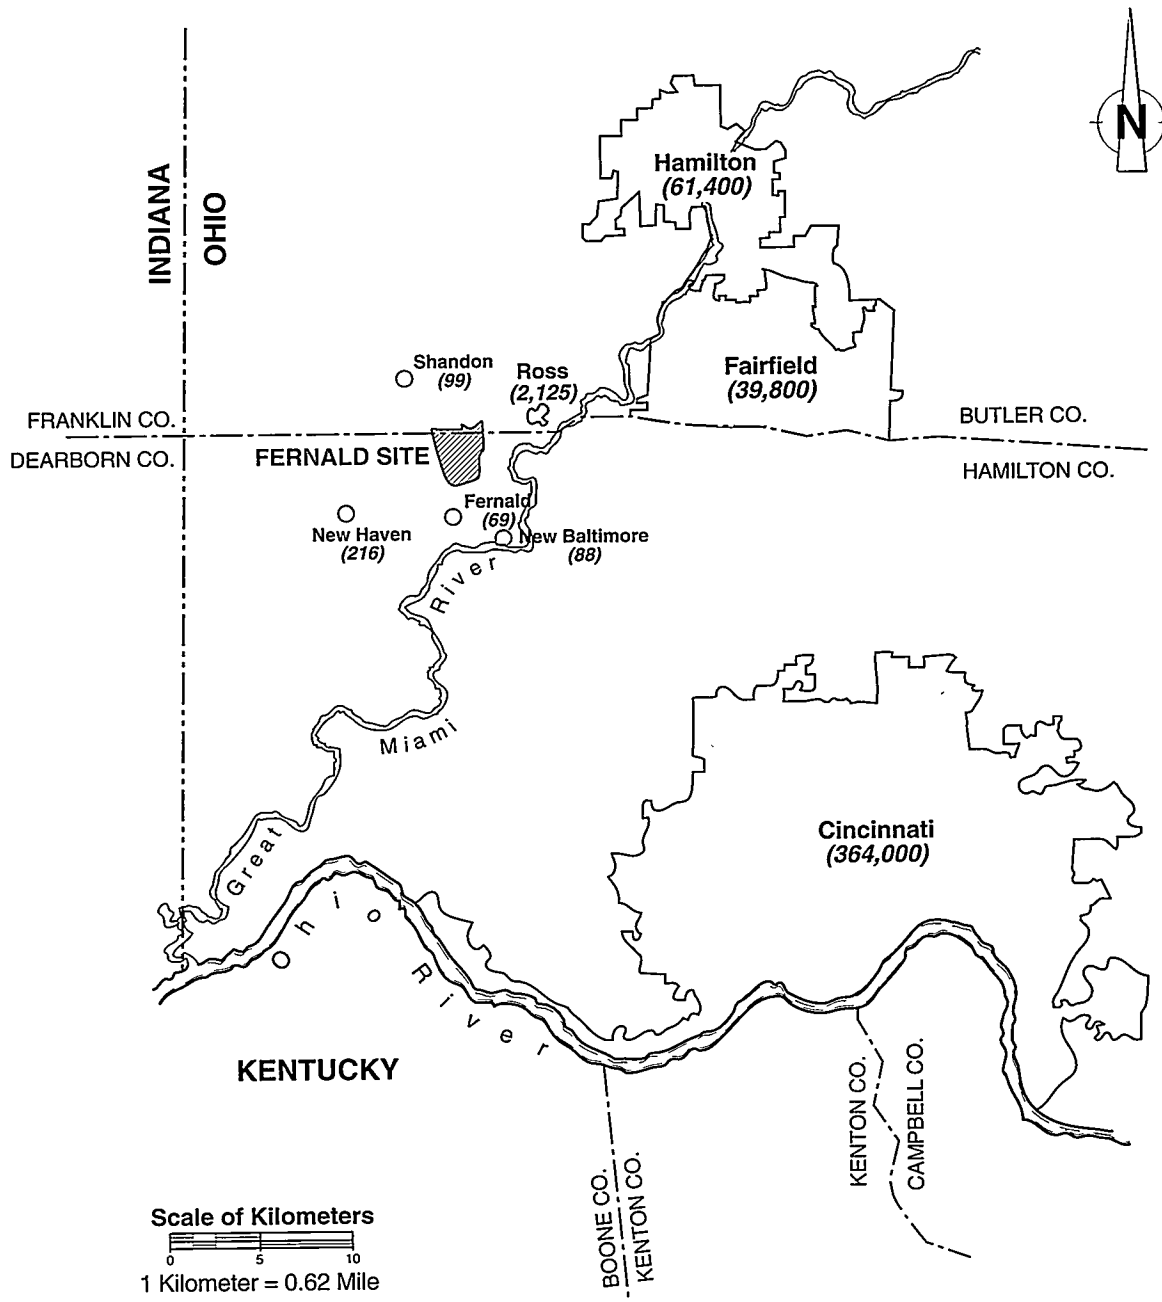 N
Hamilton
(61,400)
INDIANA
OHIO
Shandon
(99)
Ross
(2,125)
Fairfield
(39,800)
FRANKLIN CO.
BUTLER CO.
DEARBORN CO.
FERNALD SITE
HAMILTON CO.
Fernald
(69)
New Haven
(216)
New Baltimore
(88)
Great Miami River
Cincinnati
(364,000)
Ohio River
KENTUCKY
KENTON CO.
CAMPBELL CO.
BOONE CO.
KENTON CO.
Scale of Kilometers
0 5 10
1 Kilometer = 0.62 Mile